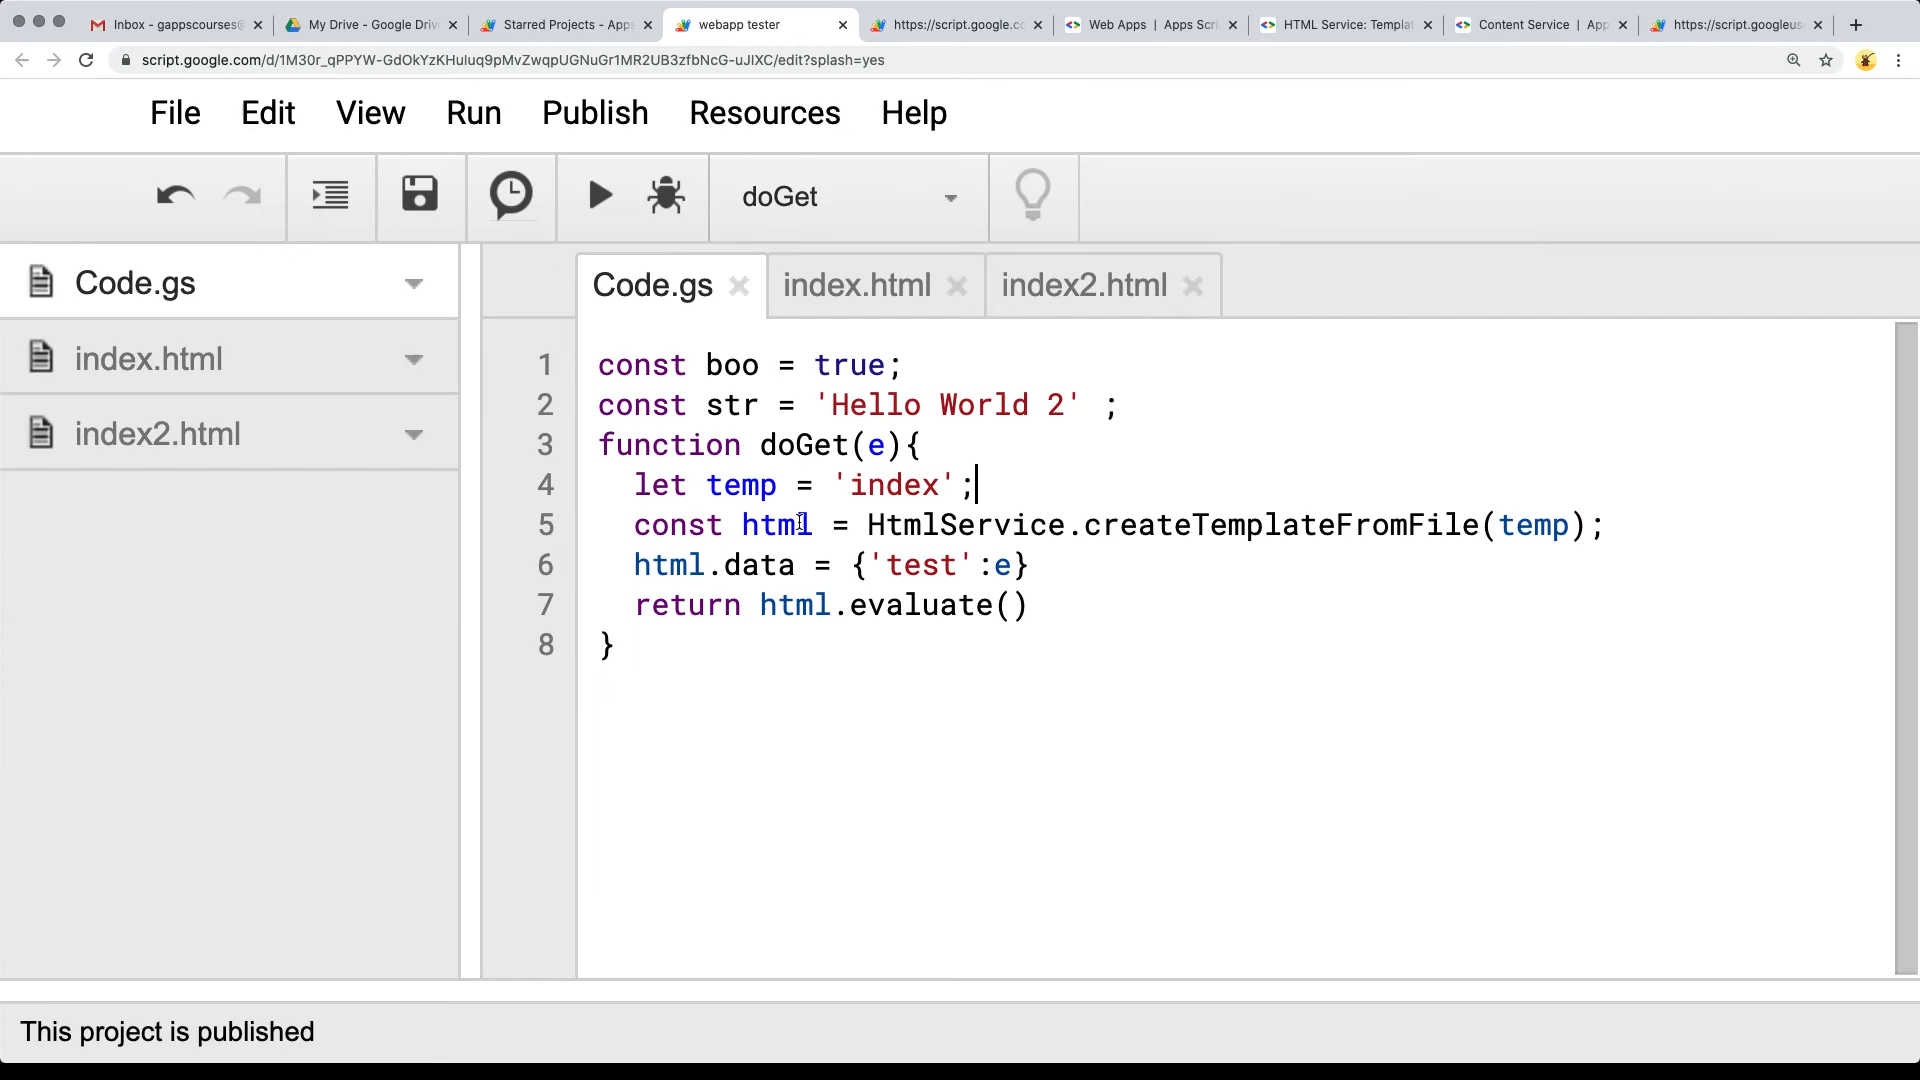 Inbox - gappscourses@
My Drive - Google Driv
Starred Projects - Apps
webapp tester
https://script.google.co
Web Apps | Apps Scri
HTML Service: Templat
Content Service | App
https://script.googleus
script.google.com/d/1M30r_qPPYW-GdOkYzKHuluq9pMvZwqpUGNuGr1MR2UB3zfbNcG-uJIXC/edit?splash=yes
File Edit View Run Publish Resources Help
doGet
Code.gs
index.html
index2.html
Code.gs index.html index2.html
1 const boo = true;
2 const str = 'Hello World 2' ;
3 function doGet(e){
4 let temp = 'index';
5 const html = HtmlService.createTemplateFromFile(temp);
6 html.data = {'test':e}
7 return html.evaluate()
8 }
This project is published